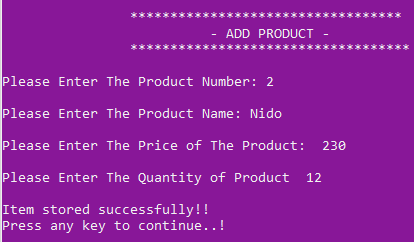 **********************************
- ADD PRODUCT -
***********************************
Please Enter The Product Number: 2
Please Enter The Product Name: Nido
Please Enter The Price of The Product:  230
Please Enter The Quantity of Product  12
Item stored successfully!!
Press any key to continue..!